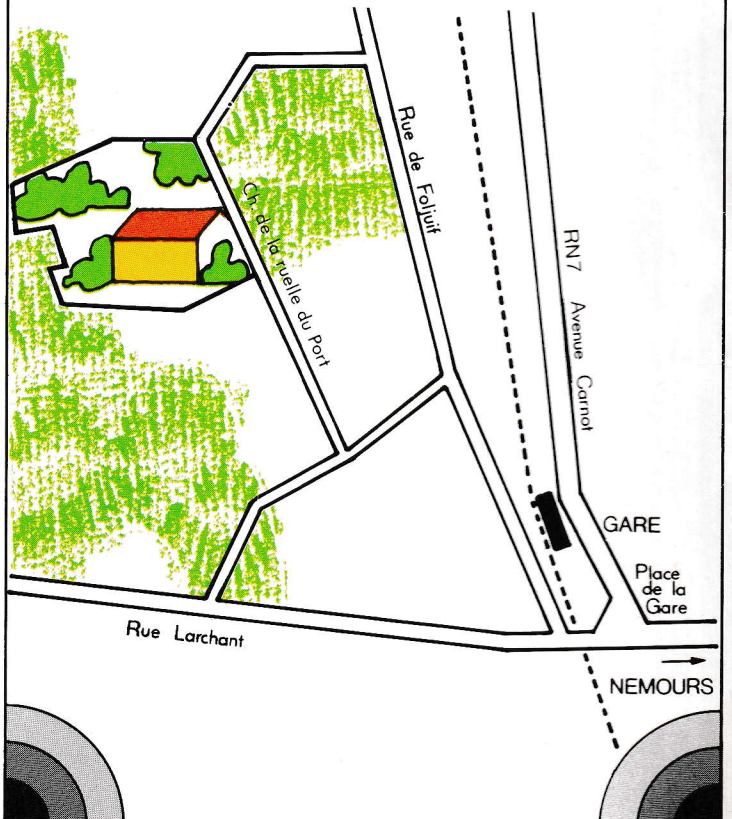 Rue de Foljuif
Ch. de la ruelle du Port
RN7 Avenue Carnot
GARE
Place
de la
Gare
Rue Larchant
NEMOURS